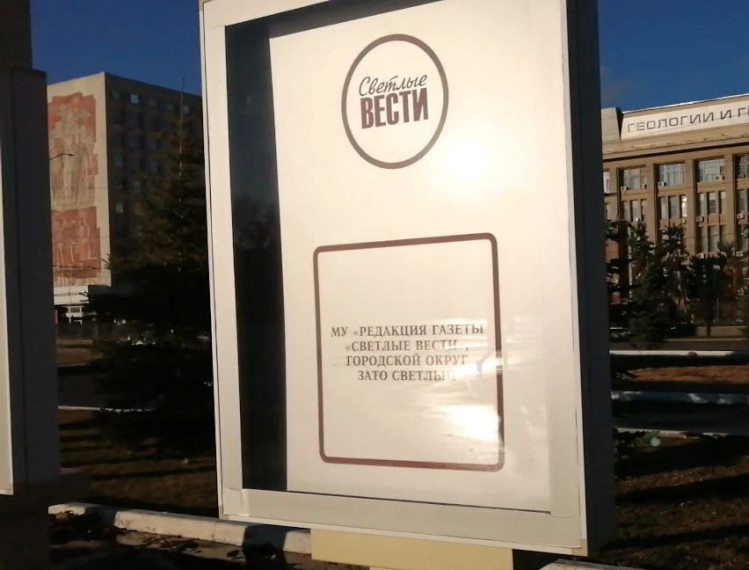 Светлые
ВЕСТИ
ГЕОЛОГИИ И
МУ «РЕДАКЦИЯ ГАЗЕТЫ
«СВЕТЛЫЕ ВЕСТИ»,
ГОРОДСКОЙ ОКРУГ
ЗАТО СВЕТЛЫЙ